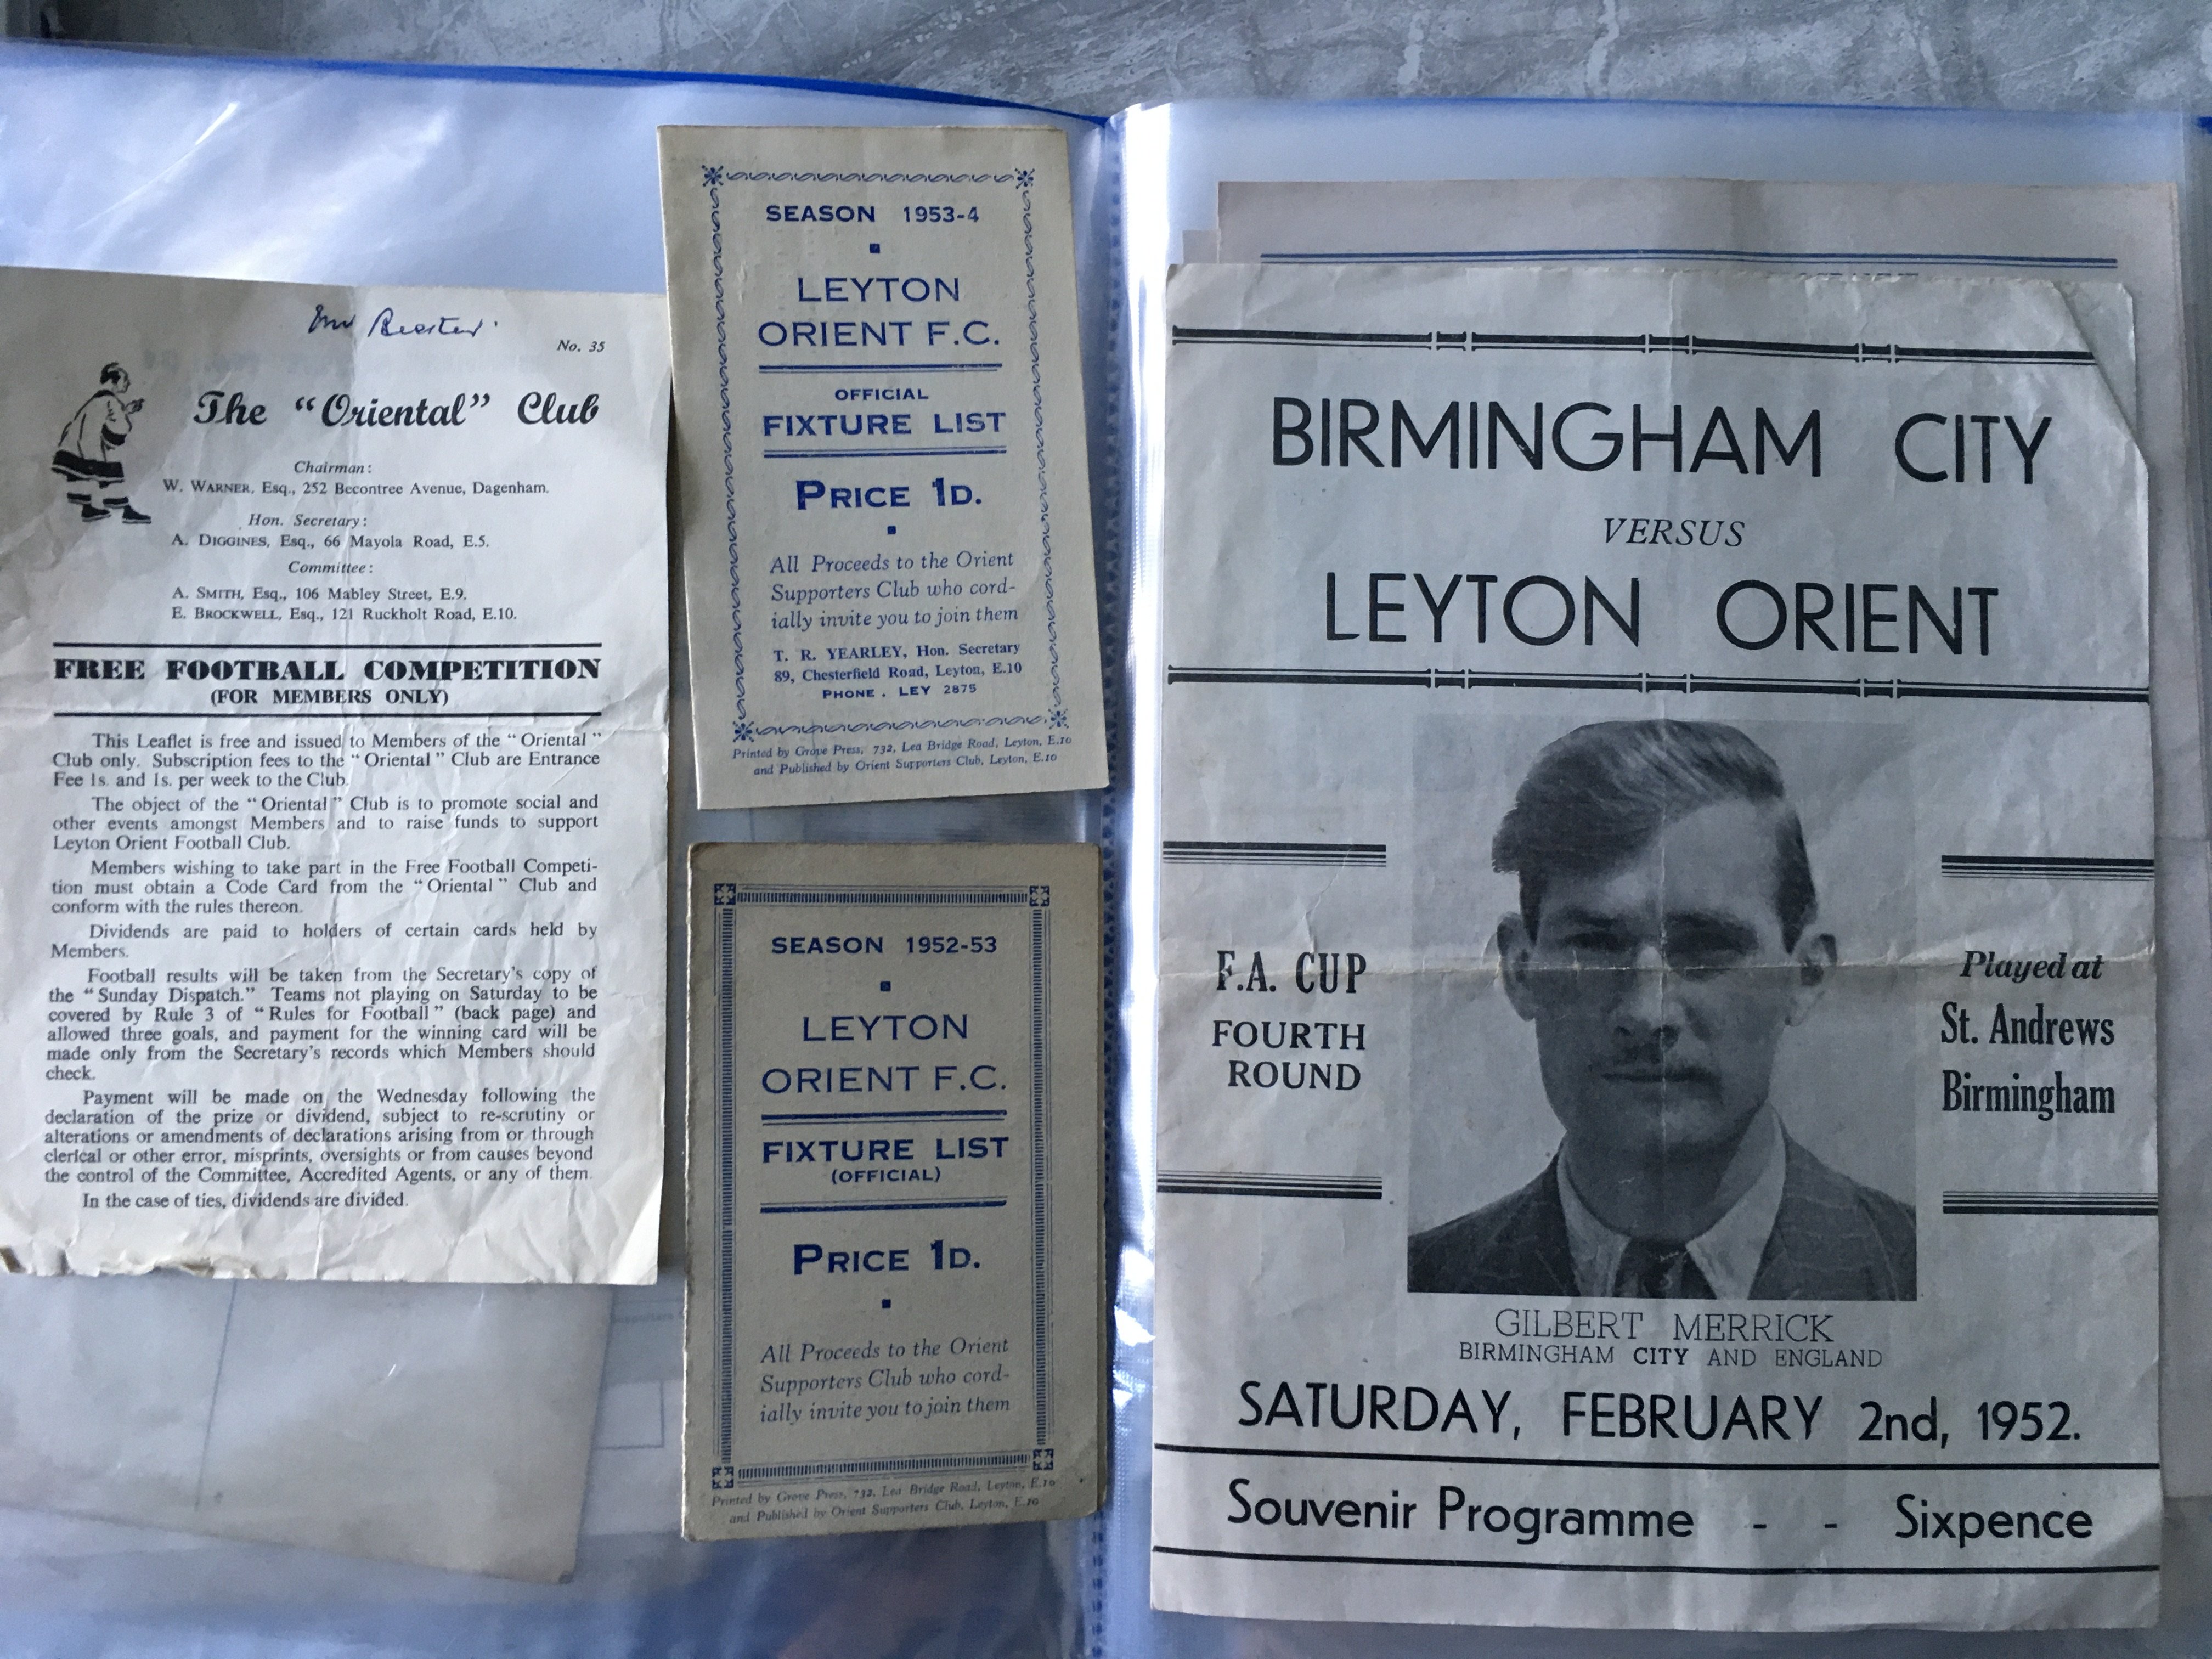 No. 35
The "Oriental" Club
Chairman:
W. WARNER, Esq., 252 Becontree Avenue, Dagenham.
Hon. Secretary:
A. DIGGINES, Esq., 66 Mayola Road, E.5.
Committee:
A. SMITH, Esq., 106 Mabley Street, E.9.
E. BROCKWELL, Esq., 121 Ruckholt Road, E.10.
FREE FOOTBALL COMPETITION
(FOR MEMBERS ONLY)
This Leaflet is free and issued to Members of the "Oriental"
Club only. Subscription fees to the "Oriental" Club are Entrance
Fee 1s. and 1s. per week to the Club.
The object of the "Oriental" Club is to promote social and
other events amongst Members and to raise funds to support
Leyton Orient Football Club.
Members wishing to take part in the Free Football Competi-
tion must obtain a Code Card from the "Oriental" Club and
conform with the rules thereon.
Dividends are paid to holders of certain cards held by
Members.
Football results will be taken from the Secretary's copy of
the "Sunday Dispatch." Teams not playing on Saturday to be
covered by Rule 3 of "Rules for Football" (back page) and
allowed three goals, and payment for the winning card will be
made only from the Secretary's records which Members should
check.
Payment will be made on the Wednesday following the
declaration of the prize or dividend, subject to re-scrutiny or
alterations or amendments of declarations arising from or through
clerical or other error, misprints, oversights or from causes beyond
the control of the Committee, Accredited Agents, or any of them.
In the case of ties, dividends are divided.
SEASON 1953-4
LEYTON
ORIENT F.C.
OFFICIAL
FIXTURE LIST
PRICE 1D.
All Proceeds to the Orient
Supporters Club who cord-
ially invite you to join them
T. R. YEARLEY, Hon. Secretary
89, Chesterfield Road, Leyton, E.10
PHONE. LEY 2875
Printed by Grove Press, 732, Lea Bridge Road, Leyton, E.10
and Published by Orient Supporters Club, Leyton, E.10
SEASON 1952-53
LEYTON
ORIENT F.C.
FIXTURE LIST
(OFFICIAL)
PRICE 1D.
All Proceeds to the Orient
Supporters Club who cord-
ially invite you to join them
Printed by Grove Press, 732, Lea Bridge Road, Leyton, E.10
and Published by Orient Supporters Club, Leyton, E.10
BIRMINGHAM CITY
VERSUS
LEYTON ORIENT
F.A. CUP
FOURTH
ROUND
Played at
St. Andrews
Birmingham
GILBERT MERRICK
BIRMINGHAM CITY AND ENGLAND
SATURDAY, FEBRUARY 2nd, 1952.
Souvenir Programme - - Sixpence